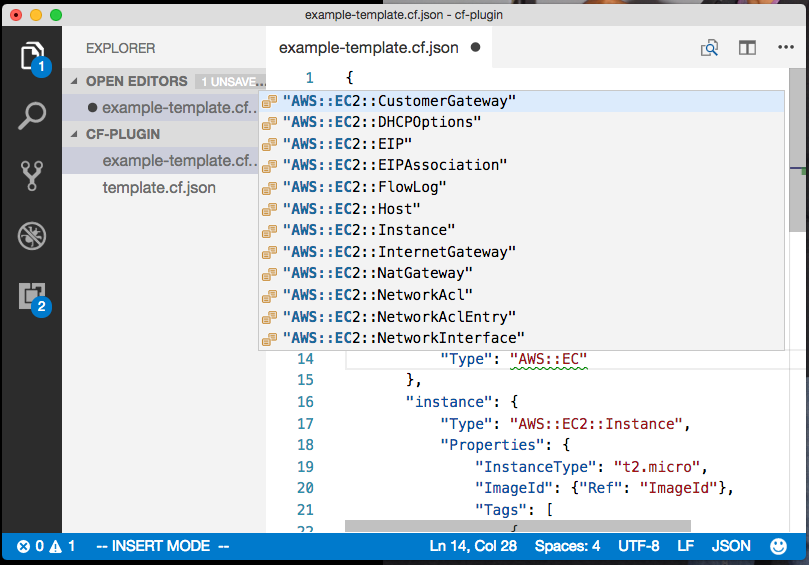 example-template.cf.json - cf-plugin
EXPLORER
example-template.cf.json
OPEN EDITORS 1 UNSAVE...
example-template.cf...
CF-PLUGIN
example-template.cf...
template.cf.json
1
2
1 {
"AWS::EC2::CustomerGateway"
"AWS::EC2::DHCPOptions"
"AWS::EC2::EIP"
"AWS::EC2::EIPAssociation"
"AWS::EC2::FlowLog"
"AWS::EC2::Host"
"AWS::EC2::Instance"
"AWS::EC2::InternetGateway"
"AWS::EC2::NatGateway"
"AWS::EC2::NetworkAcl"
"AWS::EC2::NetworkAclEntry"
"AWS::EC2::NetworkInterface"
14 "Type": "AWS::EC"
15 },
16 "instance": {
17 "Type": "AWS::EC2::Instance",
18 "Properties": {
19 "InstanceType": "t2.micro",
20 "ImageId": {"Ref": "ImageId"},
21 "Tags": [
22 {
0 1 -- INSERT MODE -- Ln 14, Col 28 Spaces: 4 UTF-8 LF JSON